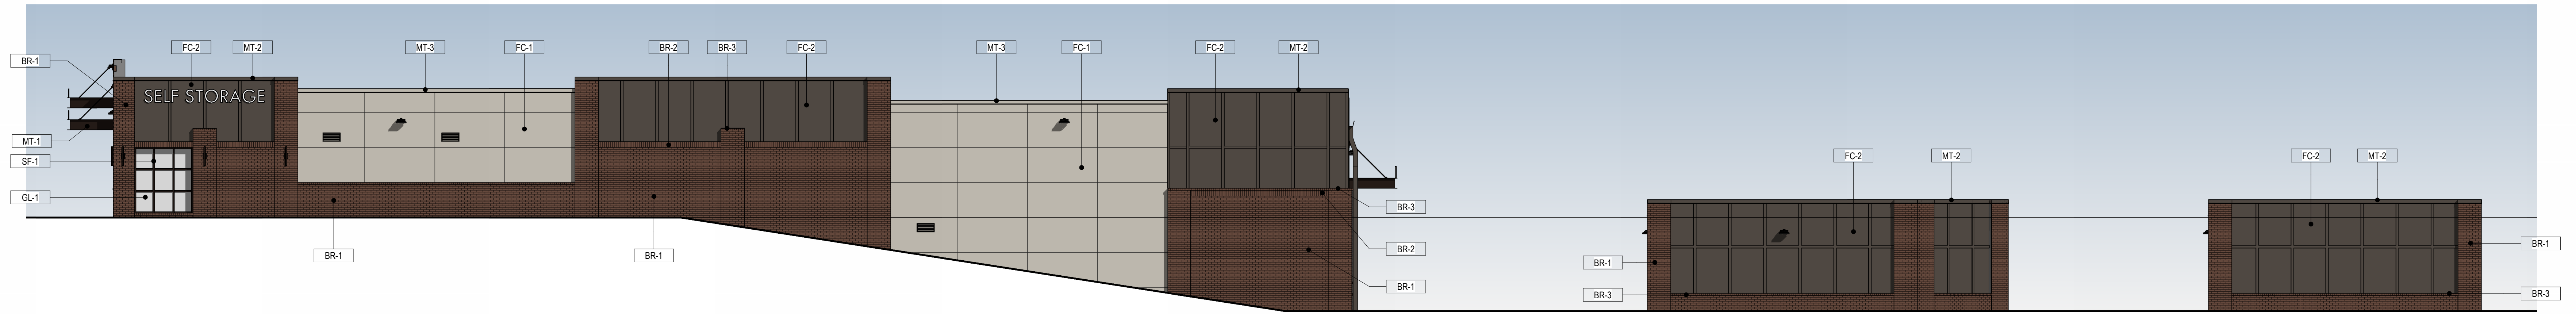 FC-2 MT-2 MT-3 FC-1 BR-2 BR-3 FC-2 MT-3 FC-1 FC-2 MT-2
BR-1
SELF STORAGE
MT-1
SF-1
GL-1
BR-1
BR-1
BR-3
BR-2
BR-1
FC-2 MT-2
BR-1
BR-3
FC-2 MT-2
BR-1
BR-3